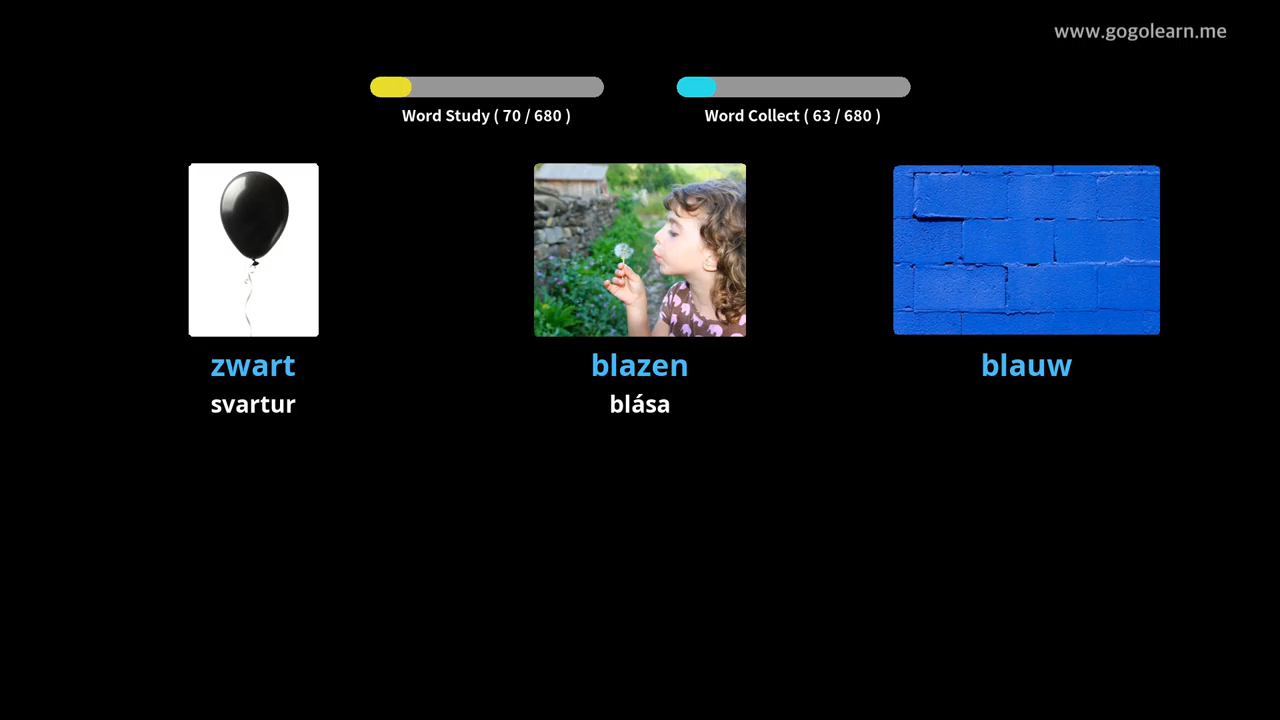 www.gogolearn.me
Word Study ( 70 / 680 )
Word Collect ( 63 / 680 )
zwart
blazen
blauw
svartur
blása